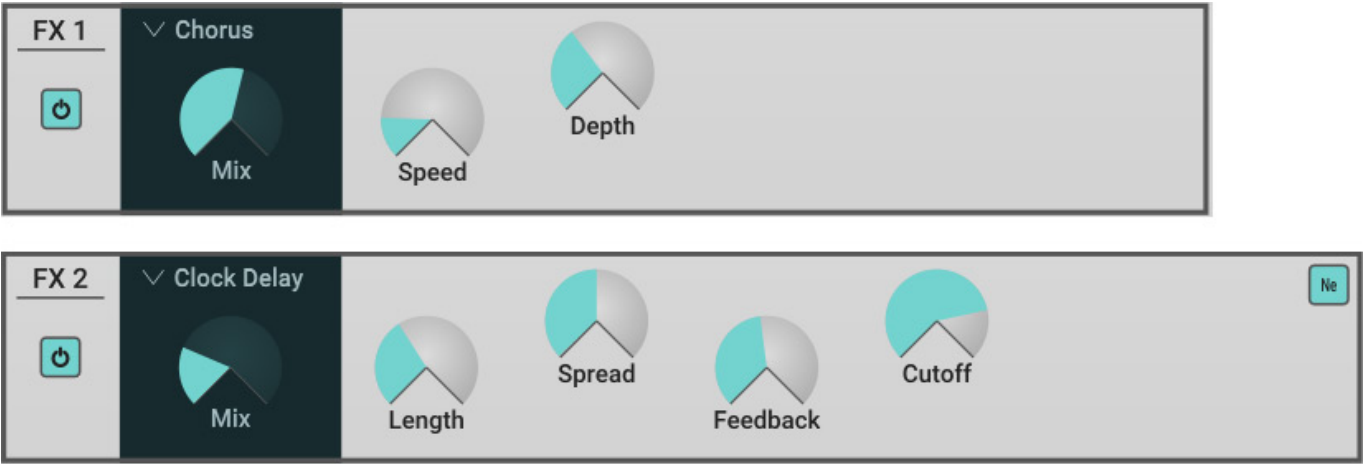 FX 1
Chorus
Mix
Speed
Depth
FX 2
Clock Delay
Mix
Length
Spread
Feedback
Cutoff
Ne